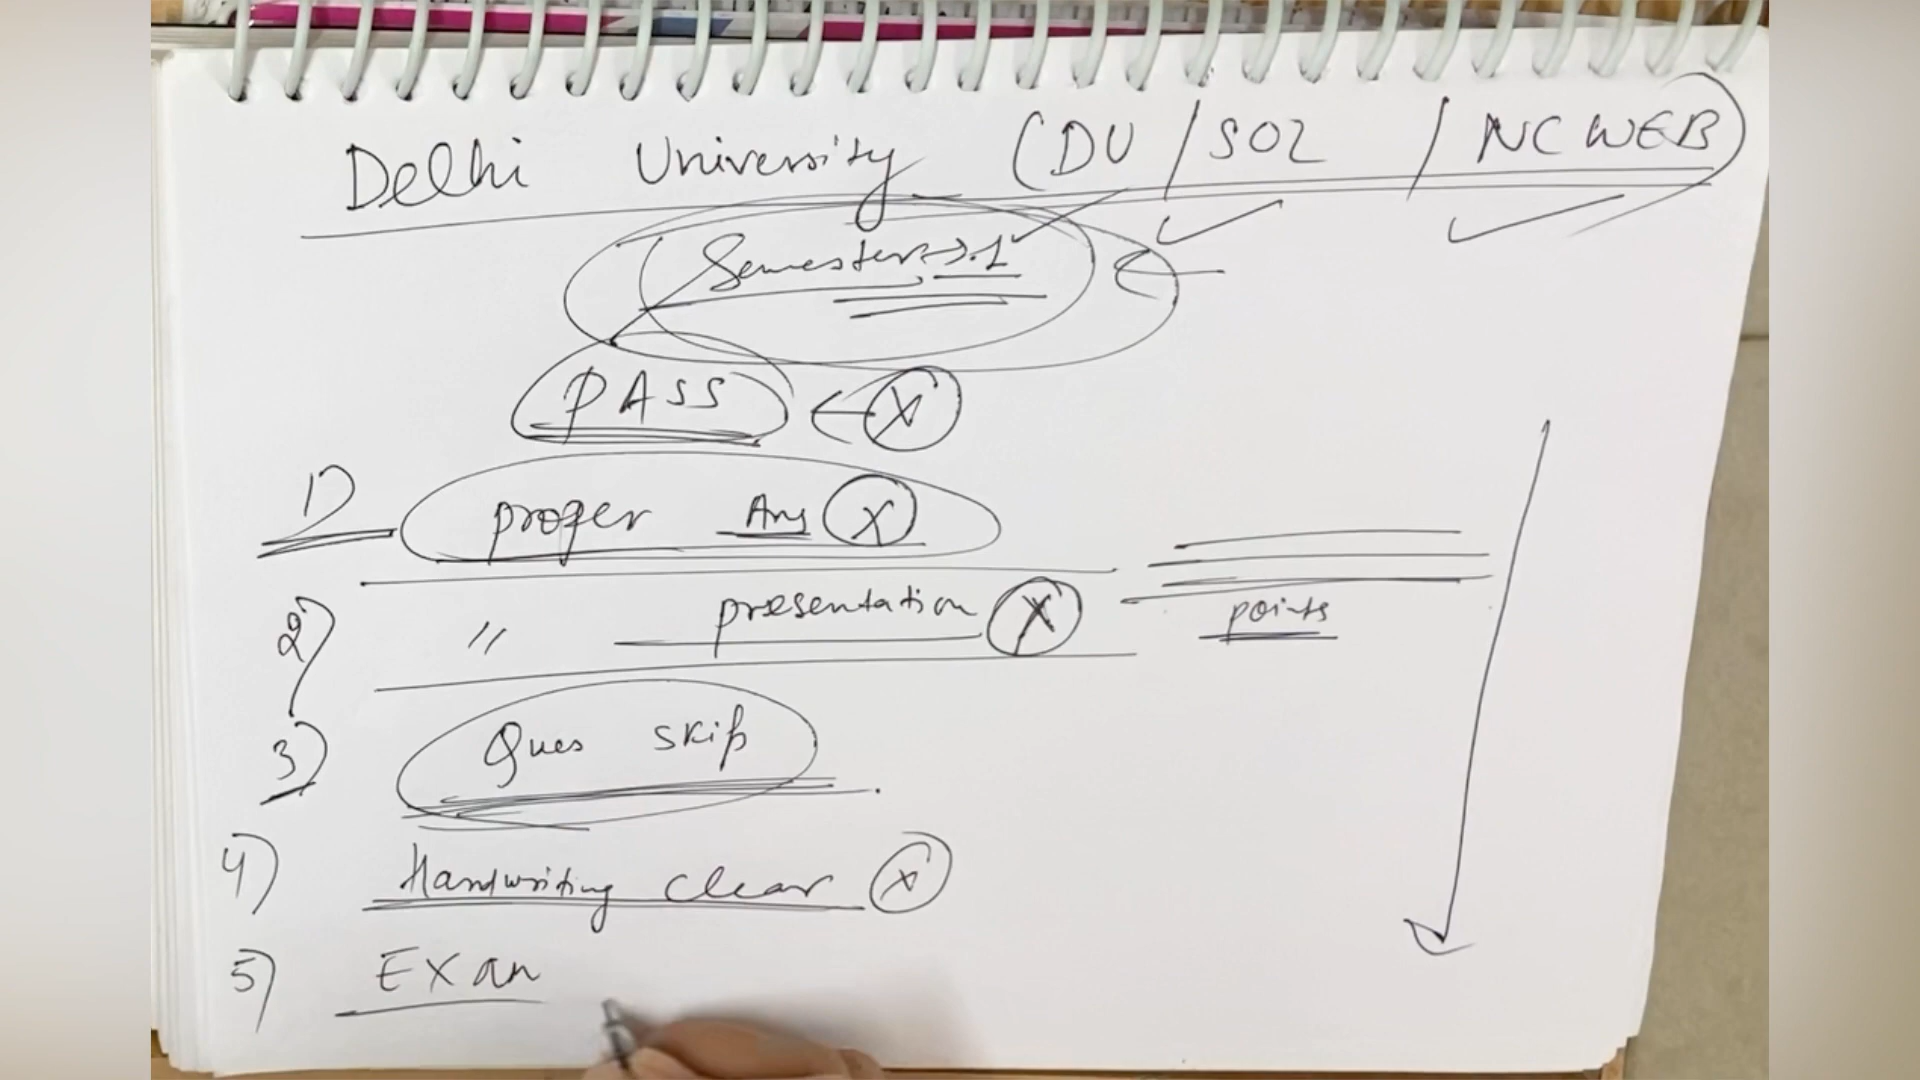 Delhi University (DU / SOL / NCWEB)
Semester → 1
PASS ← X
1) proper Ans X
2) " presentation X
points
3) Ques skip
4) Handwriting clear X
5) Exam